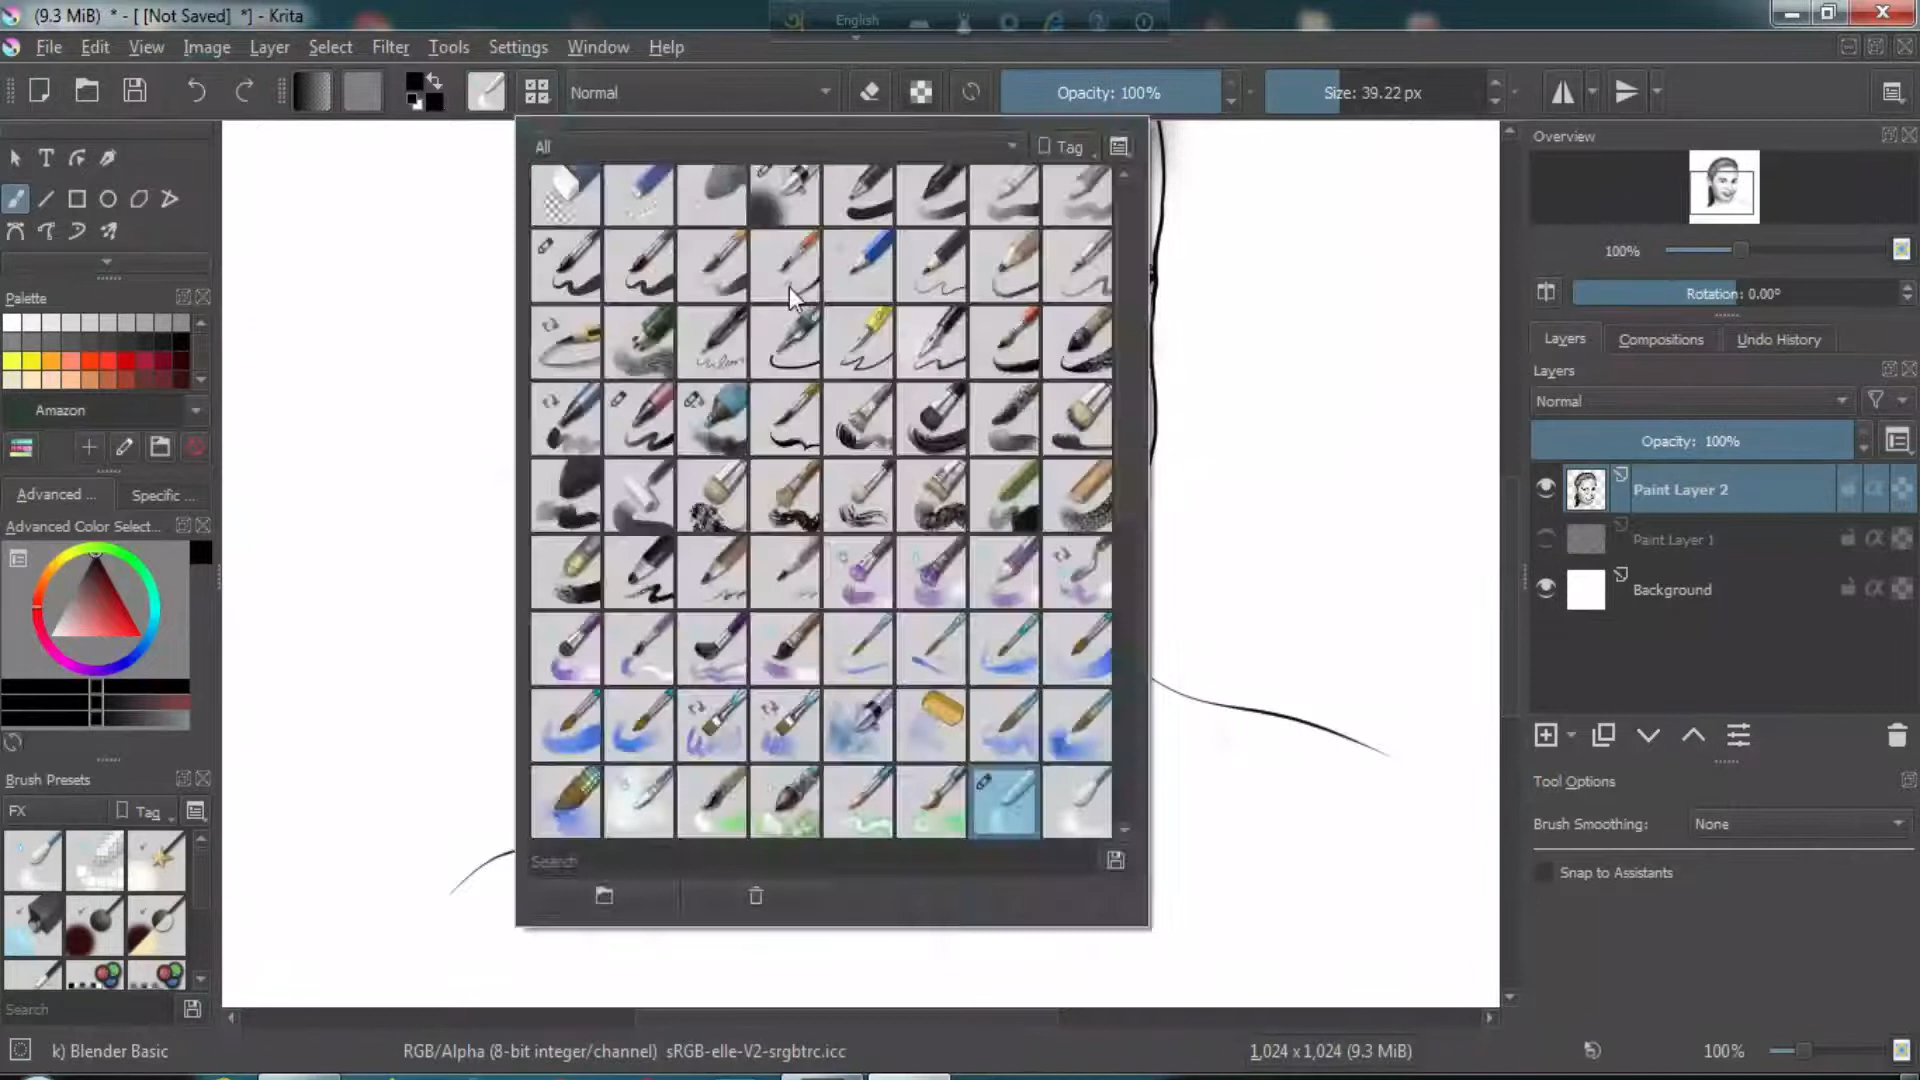 (9.3 MiB) * - [ [Not Saved] *] - Krita
English
File Edit View Image Layer Select Filter Tools Settings Window Help
Normal
Opacity: 100%
Size: 39.22 px
All
Tag
Overview
100%
Rotation: 0.00°
Palette
Amazon
Layers
Compositions
Undo History
Layers
Normal
Opacity: 100%
Paint Layer 2
Paint Layer 1
Background
Advanced ...
Specific ...
Advanced Color Select...
Brush Presets
FX
Tag
Tool Options
Brush Smoothing:
None
Snap to Assistants
Search
Search
k) Blender Basic
RGB/Alpha (8-bit integer/channel) sRGB-elle-V2-srgbtrc.icc
1,024 x 1,024 (9.3 MiB)
100%